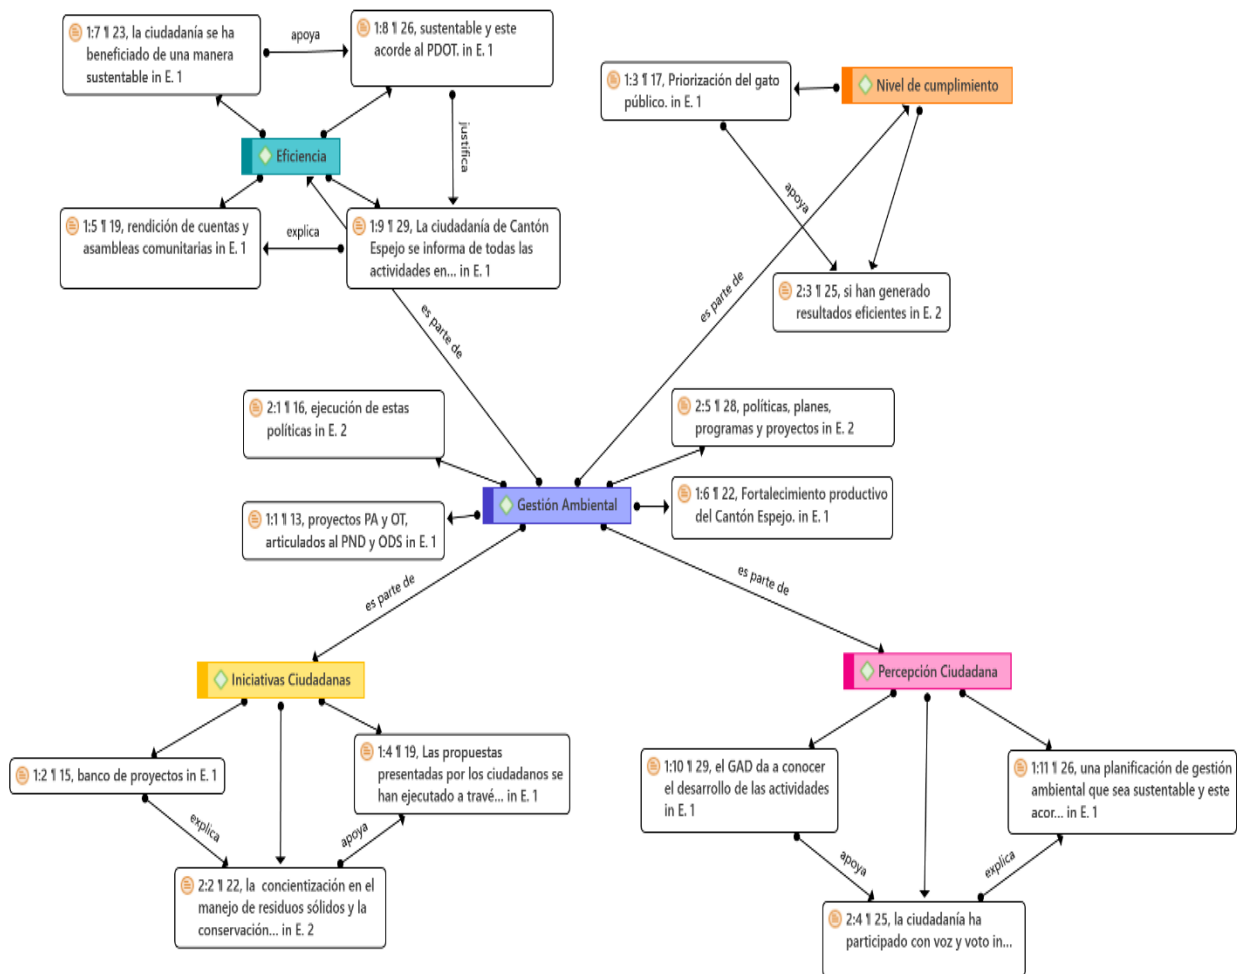 1:7 ¶ 23, la ciudadanía se ha
beneficiado de una manera
sustentable in E. 1
apoya
1:8 ¶ 26, sustentable y este
acorde al PDOT. in E. 1
justifica
Eficiencia
1:5 ¶ 19, rendición de cuentas y
asambleas comunitarias in E. 1
explica
1:9 ¶ 29, La ciudadanía de Cantón
Espejo se informa de todas las
actividades en... in E. 1
1:3 ¶ 17, Priorización del gato
público. in E. 1
Nivel de cumplimiento
apoya
2:3 ¶ 25, si han generado
resultados eficientes in E. 2
es parte de
es parte de
2:1 ¶ 16, ejecución de estas
políticas in E. 2
2:5 ¶ 28, políticas, planes,
programas y proyectos in E. 2
Gestión Ambiental
1:1 ¶ 13, proyectos PA y OT,
articulados al PND y ODS in E. 1
1:6 ¶ 22, Fortalecimiento productivo
del Cantón Espejo. in E. 1
es parte de
es parte de
Iniciativas Ciudadanas
1:2 ¶ 15, banco de proyectos in E. 1
1:4 ¶ 19, Las propuestas
presentadas por los ciudadanos se
han ejecutado a travé... in E. 1
explica
apoya
2:2 ¶ 22, la  concientización en el
manejo de residuos sólidos y la
conservación... in E. 2
Percepción Ciudadana
1:10 ¶ 29, el GAD da a conocer
el desarrollo de las actividades
in E. 1
1:11 ¶ 26, una planificación de gestión
ambiental que sea sustentable y este
acor... in E. 1
apoya
explica
2:4 ¶ 25, la ciudadanía ha
participado con voz y voto in...